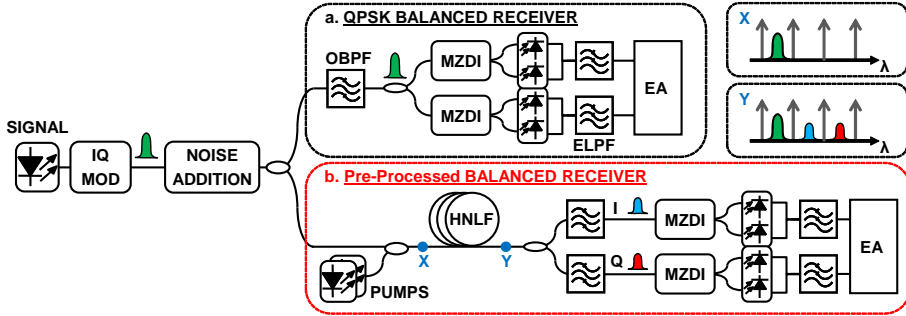 a. QPSK BALANCED RECEIVER
OBPF
MZDI
MZDI
EA
ELPF
SIGNAL
IQ
MOD
NOISE
ADDITION
b. Pre-Processed BALANCED RECEIVER
HNLF
X
Y
PUMPS
I
Q
MZDI
MZDI
EA
X
λ
Y
λ